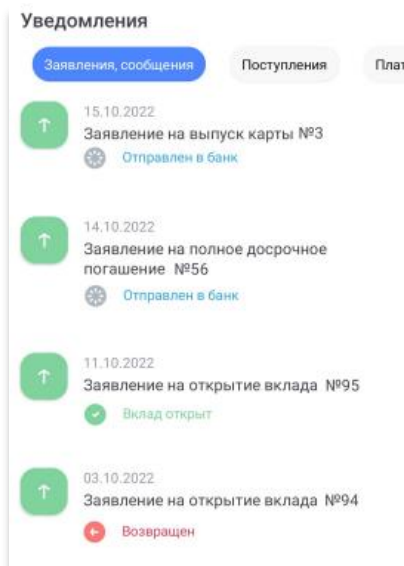 Уведомления
Заявления, сообщения Поступления Плат
15.10.2022
Заявление на выпуск карты №3
Отправлен в банк
14.10.2022
Заявление на полное досрочное
погашение №56
Отправлен в банк
11.10.2022
Заявление на открытие вклада №95
Вклад открыт
03.10.2022
Заявление на открытие вклада №94
Возвращен